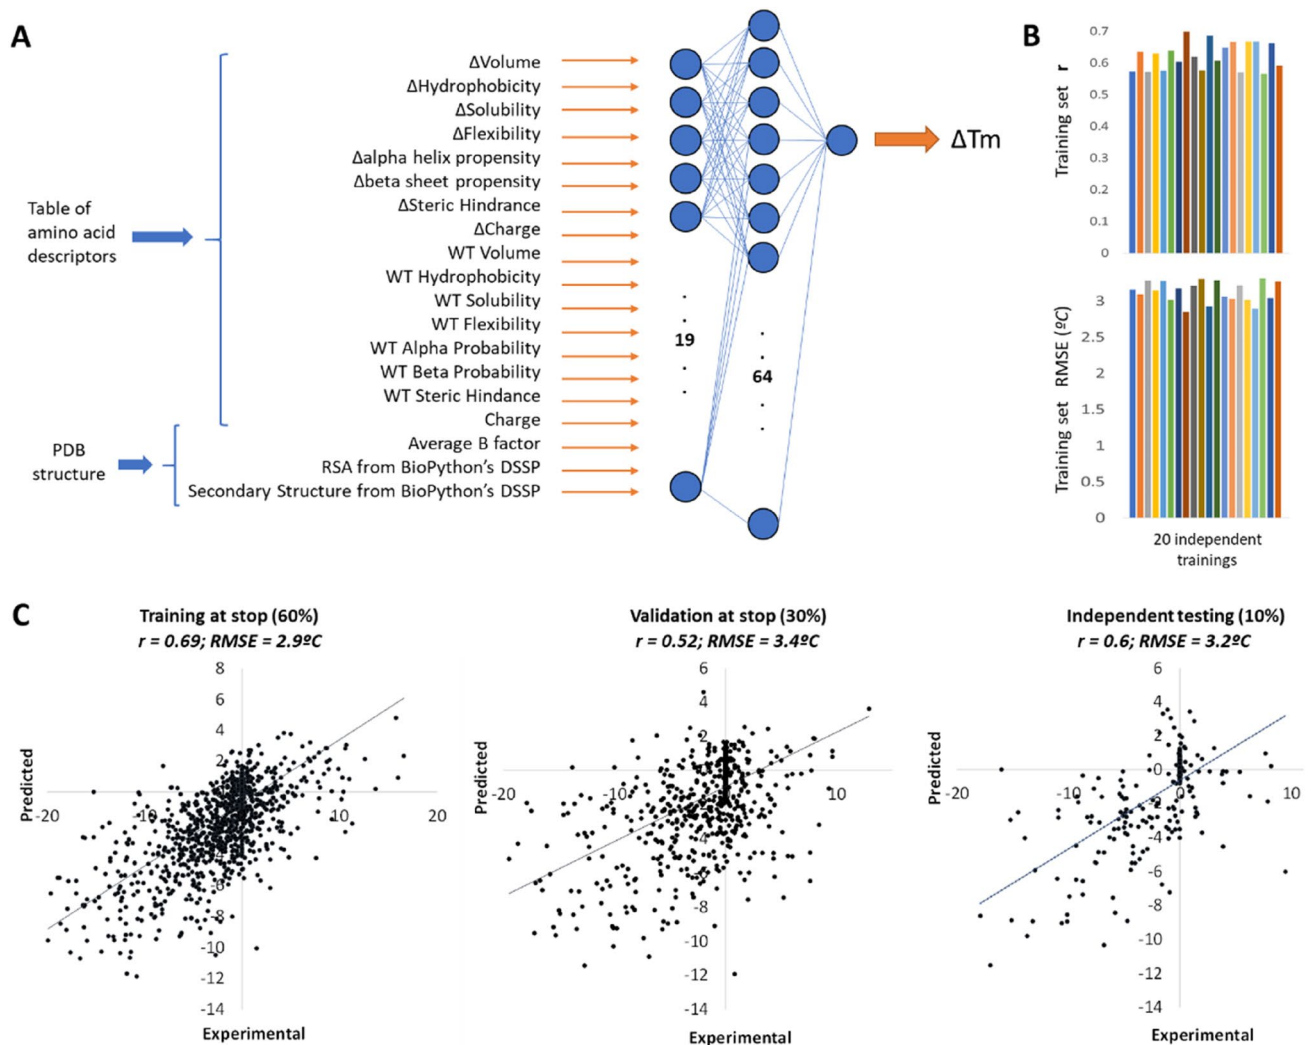 A
ΔVolume
ΔHydrophobicity
ΔSolubility
ΔFlexibility
Δalpha helix propensity
Δbeta sheet propensity
ΔSteric Hindrance
ΔCharge
WT Volume
WT Hydrophobicity
WT Solubility
WT Flexibility
WT Alpha Probability
WT Beta Probability
WT Steric Hindance
Charge
Average B factor
RSA from BioPython's DSSP
Secondary Structure from BioPython's DSSP
Table of
amino acid
descriptors
PDB
structure
19
64
ΔTm
B
Training set r
0.7
0.6
0.5
0.4
0.3
0.2
0.1
0
Training set RMSE (ºC)
3
2.5
2
1.5
1
0.5
0
20 independent
trainings
C
Training at stop (60%)
r = 0.69; RMSE = 2.9ºC
Predicted
8
6
4
2
-20
-10
0
10
20
-4
-6
-8
-10
-12
-14
Experimental
Validation at stop (30%)
r = 0.52; RMSE = 3.4ºC
Predicted
6
4
2
-20
-10
0
10
-2
-4
-6
-8
-10
-12
-14
Experimental
Independent testing (10%)
r = 0.6; RMSE = 3.2ºC
Predicted
6
4
2
0
-20
-10
0
10
-2
-4
-6
-8
-10
-12
-14
Experimental